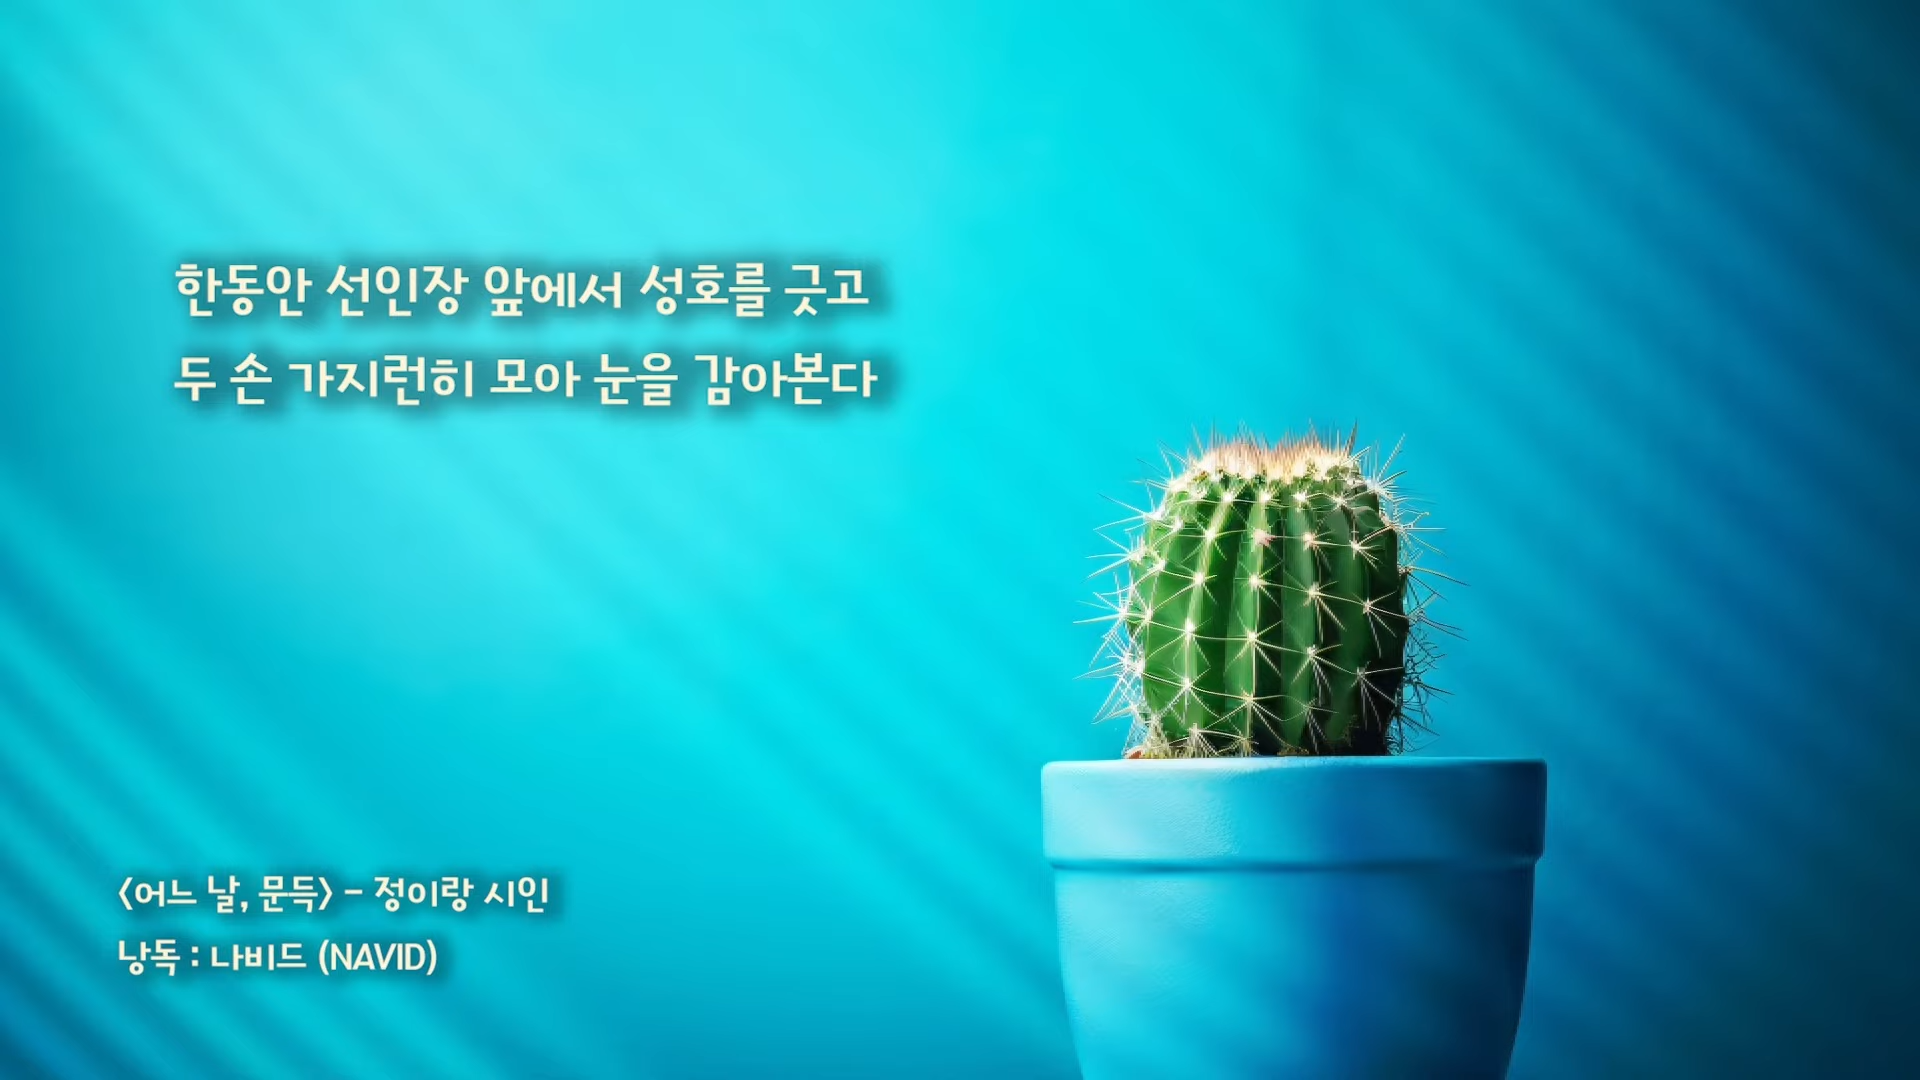 한동안 선인장 앞에서 성호를 긋고
두 손 가지런히 모아 눈을 감아본다
<어느 날, 문득> - 정이랑 시인
낭독 : 나비드 (NAVID)